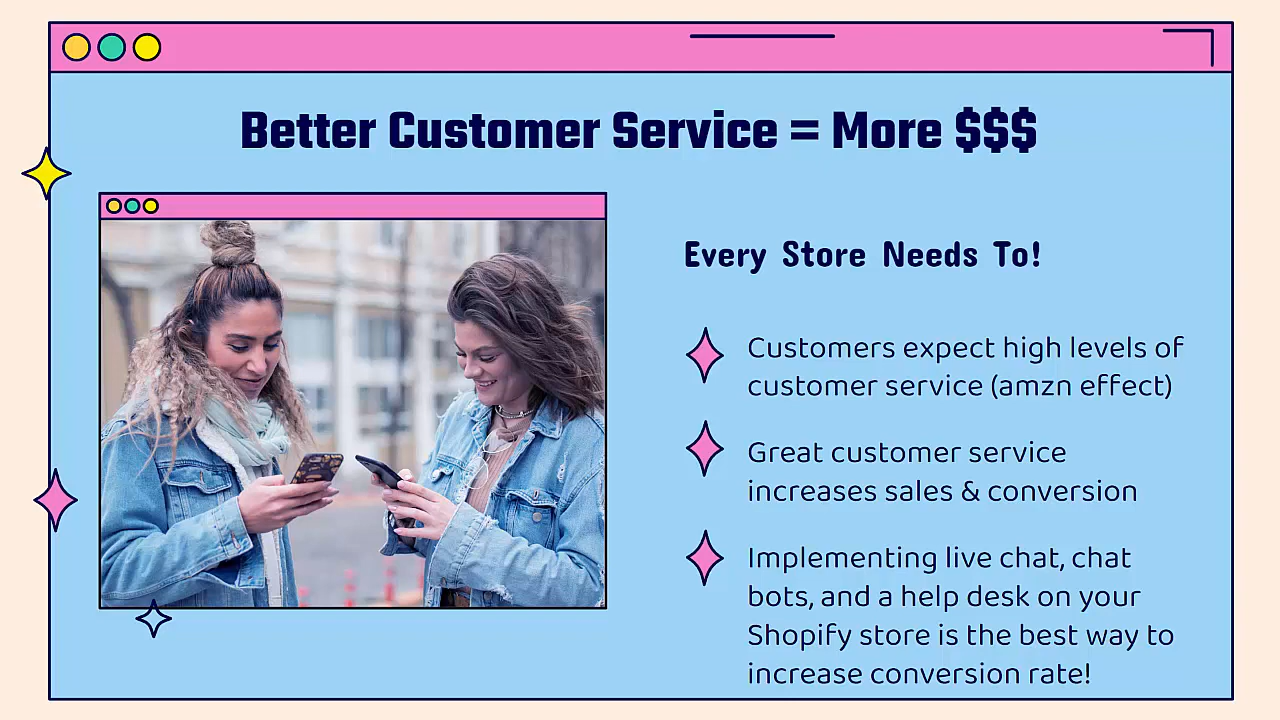 Better Customer Service = More $$$
Every Store Needs To!
Customers expect high levels of
customer service (amzn effect)
Great customer service
increases sales & conversion
Implementing live chat, chat
bots, and a help desk on your
Shopify store is the best way to
increase conversion rate!